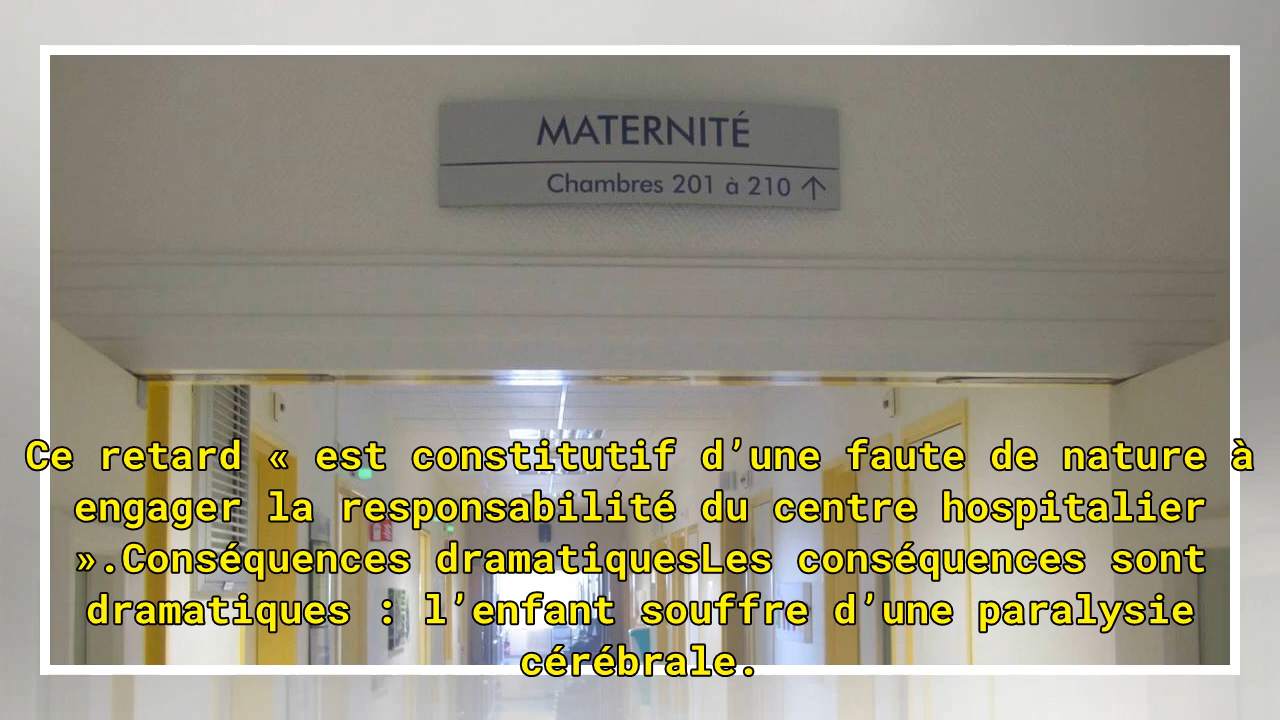 MATERNITÉ
Chambres 201 à 210 ↑
Ce retard « est constitutif d’une faute de nature à
engager la responsabilité du centre hospitalier
».Conséquences dramatiquesLes conséquences sont
dramatiques : l’enfant souffre d’une paralysie
cérébrale.